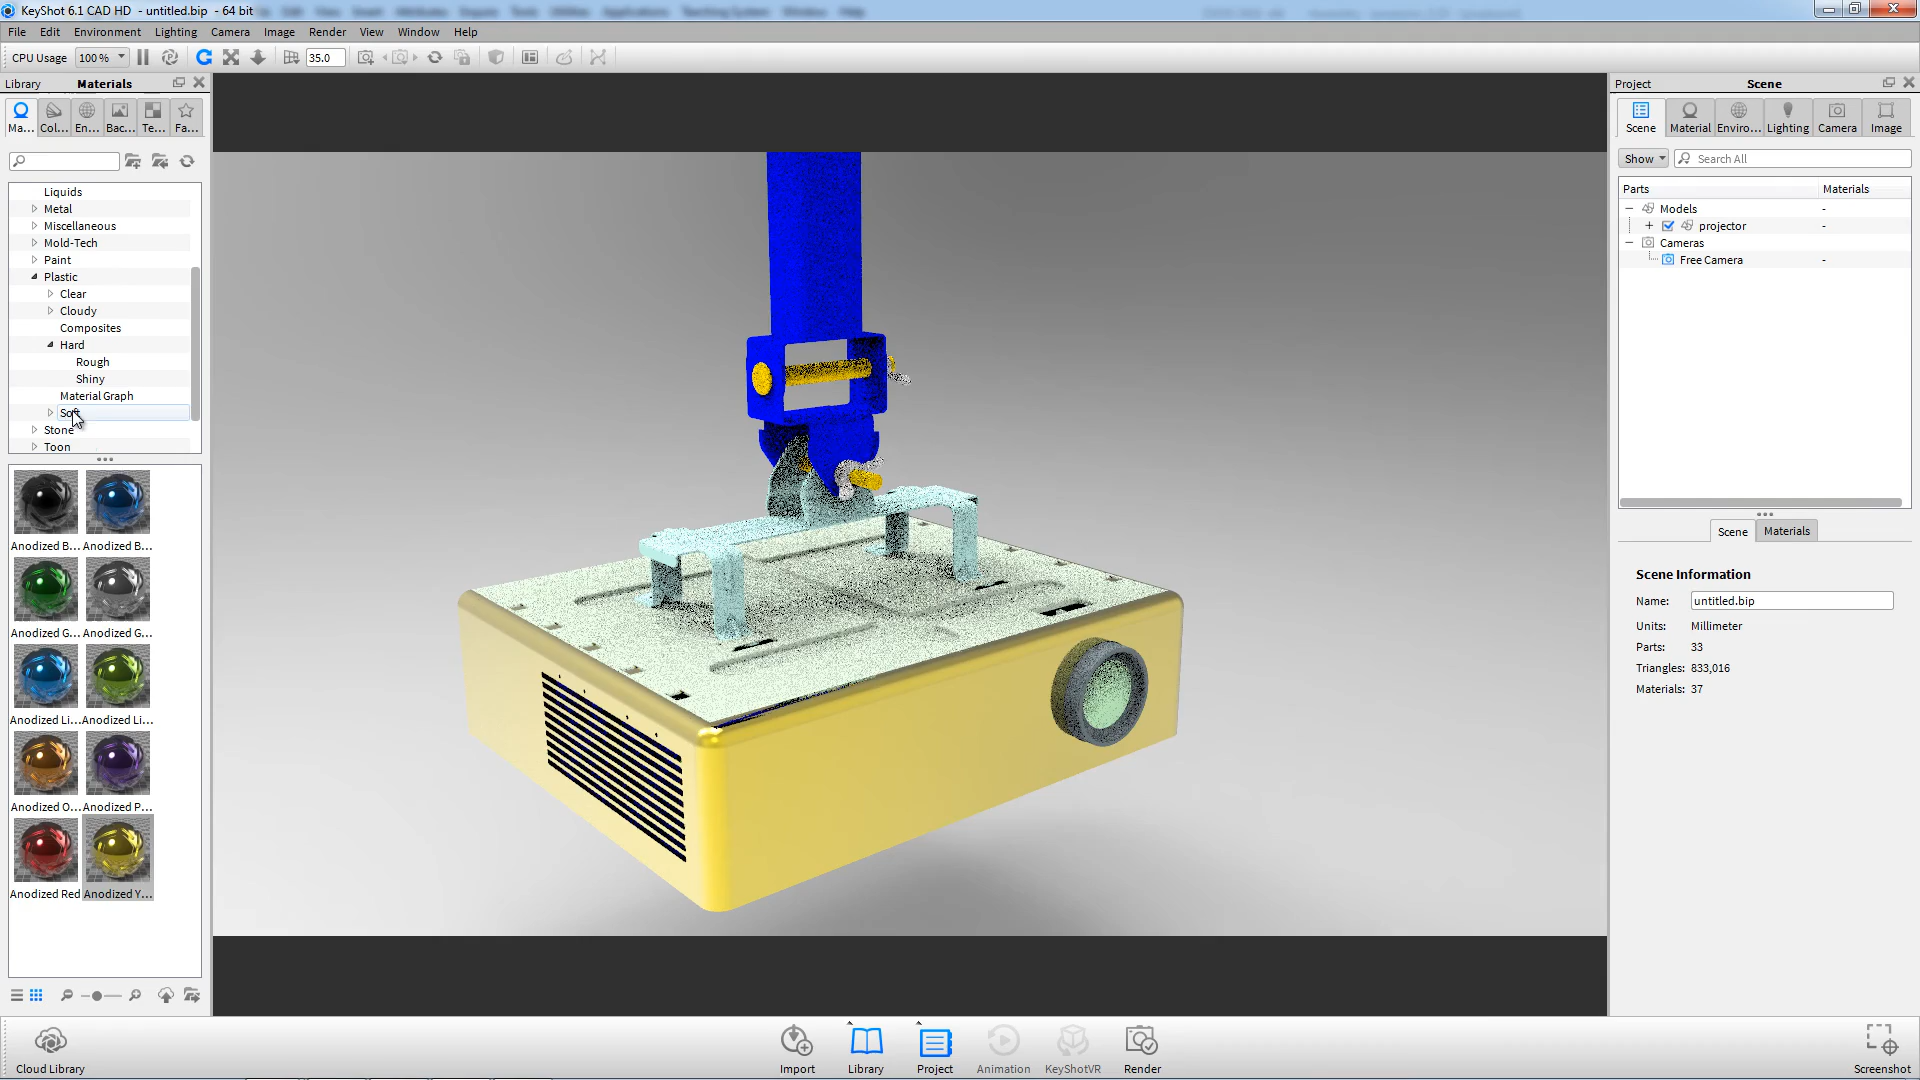 KeyShot 6.1 CAD HD - untitled.bip - 64 bit
File Edit Environment Lighting Camera Image Render View Window Help
CPU Usage 100 % 35.0
Library Materials
Ma... Col... En... Bac... Te... Fa...
Liquids
Metal
Miscellaneous
Mold-Tech
Paint
Plastic
Clear
Cloudy
Composites
Hard
Rough
Shiny
Material Graph
Soft
Stone
Toon
Anodized B... Anodized B...
Anodized G... Anodized G...
Anodized Li... Anodized Li...
Anodized O... Anodized P...
Anodized Red Anodized Y...
Project Scene
Scene Material Enviro... Lighting Camera Image
Show Search All
Parts Materials
Models -
projector -
Cameras -
Free Camera -
Scene Materials
Scene Information
Name: untitled.bip
Units: Millimeter
Parts: 33
Triangles: 833,016
Materials: 37
Cloud Library Import Library Project Animation KeyShotVR Render Screenshot